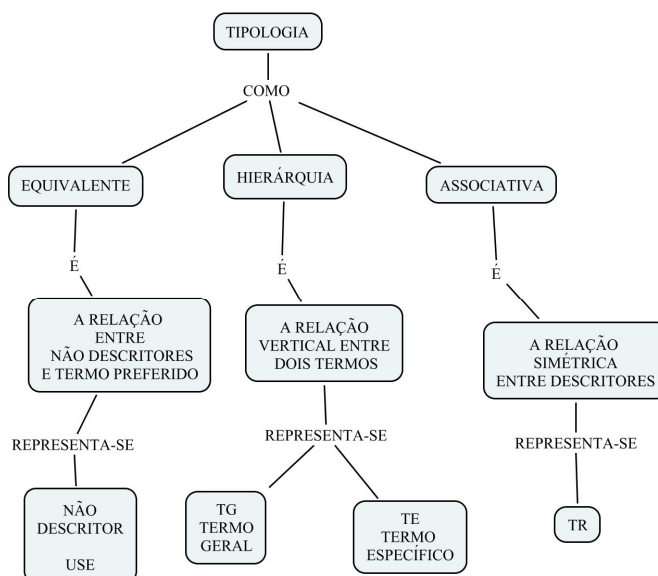 TIPOLOGIA
COMO
EQUIVALENTE
HIERÁRQUIA
ASSOCIATIVA
É
É
É
A RELAÇÃO
ENTRE
NÃO DESCRITORES
E TERMO PREFERIDO
A RELAÇÃO
VERTICAL ENTRE
DOIS TERMOS
A RELAÇÃO
SIMÉTRICA
ENTRE DESCRITORES
REPRESENTA-SE
REPRESENTA-SE
REPRESENTA-SE
NÃO
DESCRITOR
USE
TG
TERMO
GERAL
TE
TERMO
ESPECÍFICO
TR